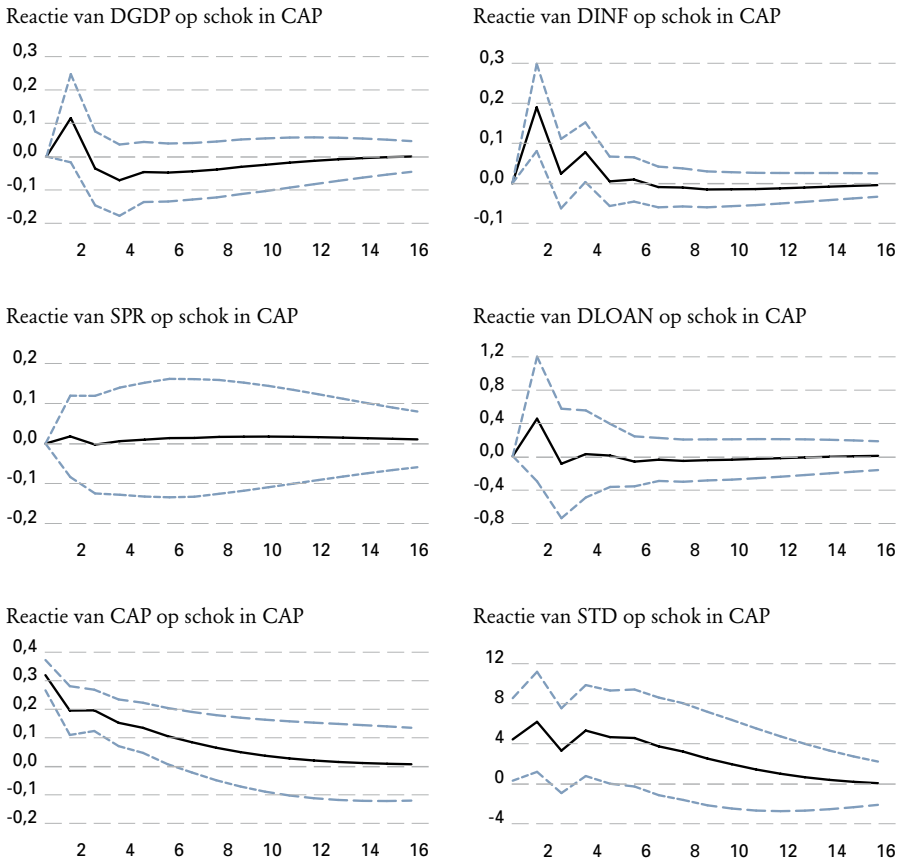 Reactie van DGDP op schok in CAP
0,3
0,2
0,1
0,0
-0,1
-0,2
2 4 6 8 10 12 14 16
Reactie van DINF op schok in CAP
0,3
0,2
0,1
0,0
-0,1
2 4 6 8 10 12 14 16
Reactie van SPR op schok in CAP
0,2
0,1
0,0
-0,1
-0,2
2 4 6 8 10 12 14 16
Reactie van DLOAN op schok in CAP
1,2
0,8
0,4
0,0
-0,4
-0,8
2 4 6 8 10 12 14 16
Reactie van CAP op schok in CAP
0,4
0,3
0,2
0,1
0,0
-0,1
-0,2
2 4 6 8 10 12 14 16
Reactie van STD op schok in CAP
12
8
4
0
-4
2 4 6 8 10 12 14 16